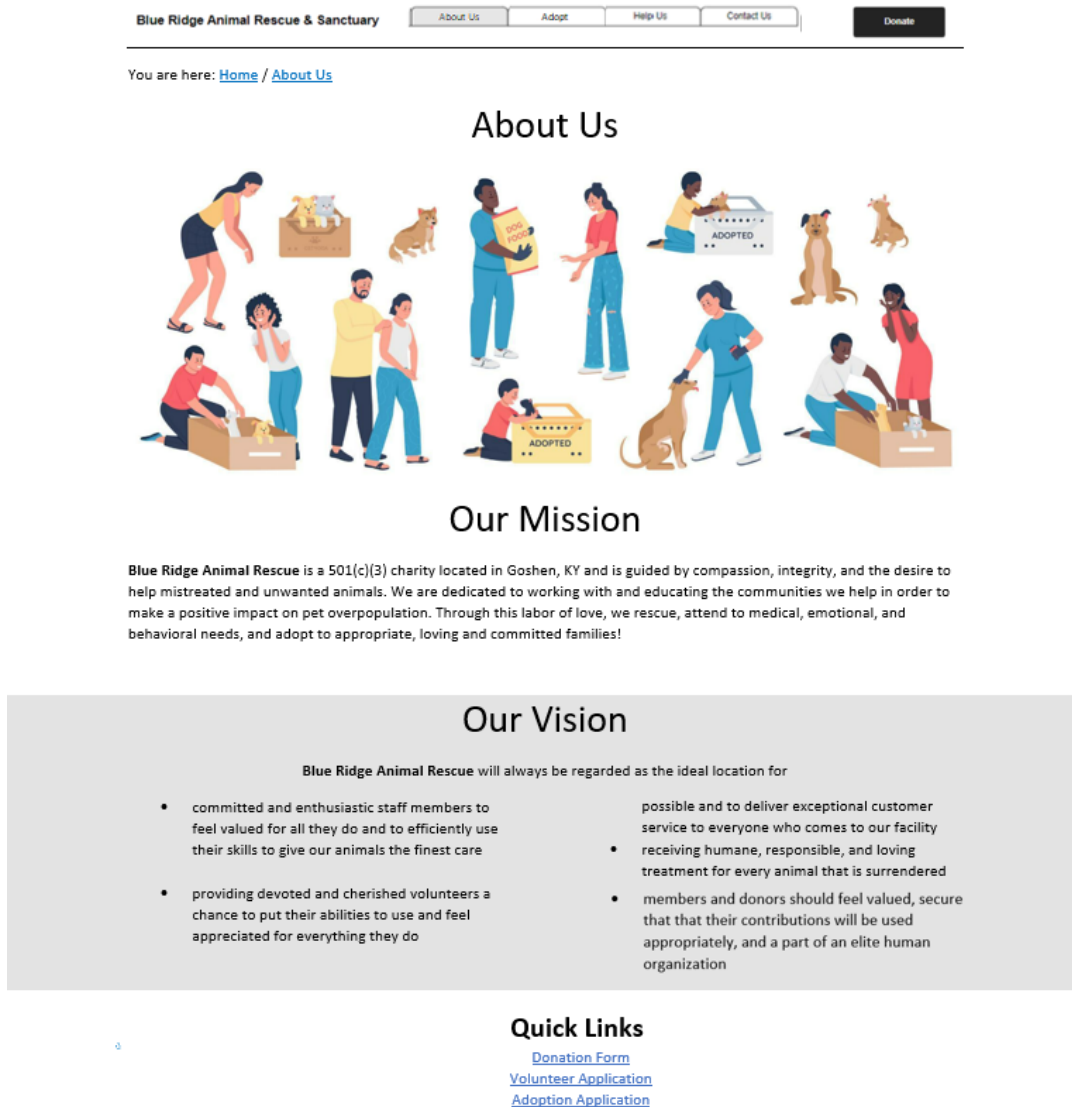 Blue Ridge Animal Rescue & Sanctuary
About Us
Adopt
Help Us
Contact Us
Donate
You are here: Home / About Us
About Us
DOG
FOOD
ADOPTED
ADOPTED
Our Mission
Blue Ridge Animal Rescue is a 501(c)(3) charity located in Goshen, KY and is guided by compassion, integrity, and the desire to
help mistreated and unwanted animals. We are dedicated to working with and educating the communities we help in order to
make a positive impact on pet overpopulation. Through this labor of love, we rescue, attend to medical, emotional, and
behavioral needs, and adopt to appropriate, loving and committed families!
Our Vision
Blue Ridge Animal Rescue will always be regarded as the ideal location for
• committed and enthusiastic staff members to
feel valued for all they do and to efficiently use
their skills to give our animals the finest care
• providing devoted and cherished volunteers a
chance to put their abilities to use and feel
appreciated for everything they do
possible and to deliver exceptional customer
service to everyone who comes to our facility
• receiving humane, responsible, and loving
treatment for every animal that is surrendered
• members and donors should feel valued, secure
that that their contributions will be used
appropriately, and a part of an elite human
organization
Quick Links
Donation Form
Volunteer Application
Adoption Application